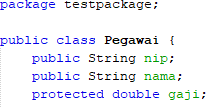 package testpackage;
public class Pegawai {
public String nip;
public String nama;
protected double gaji;